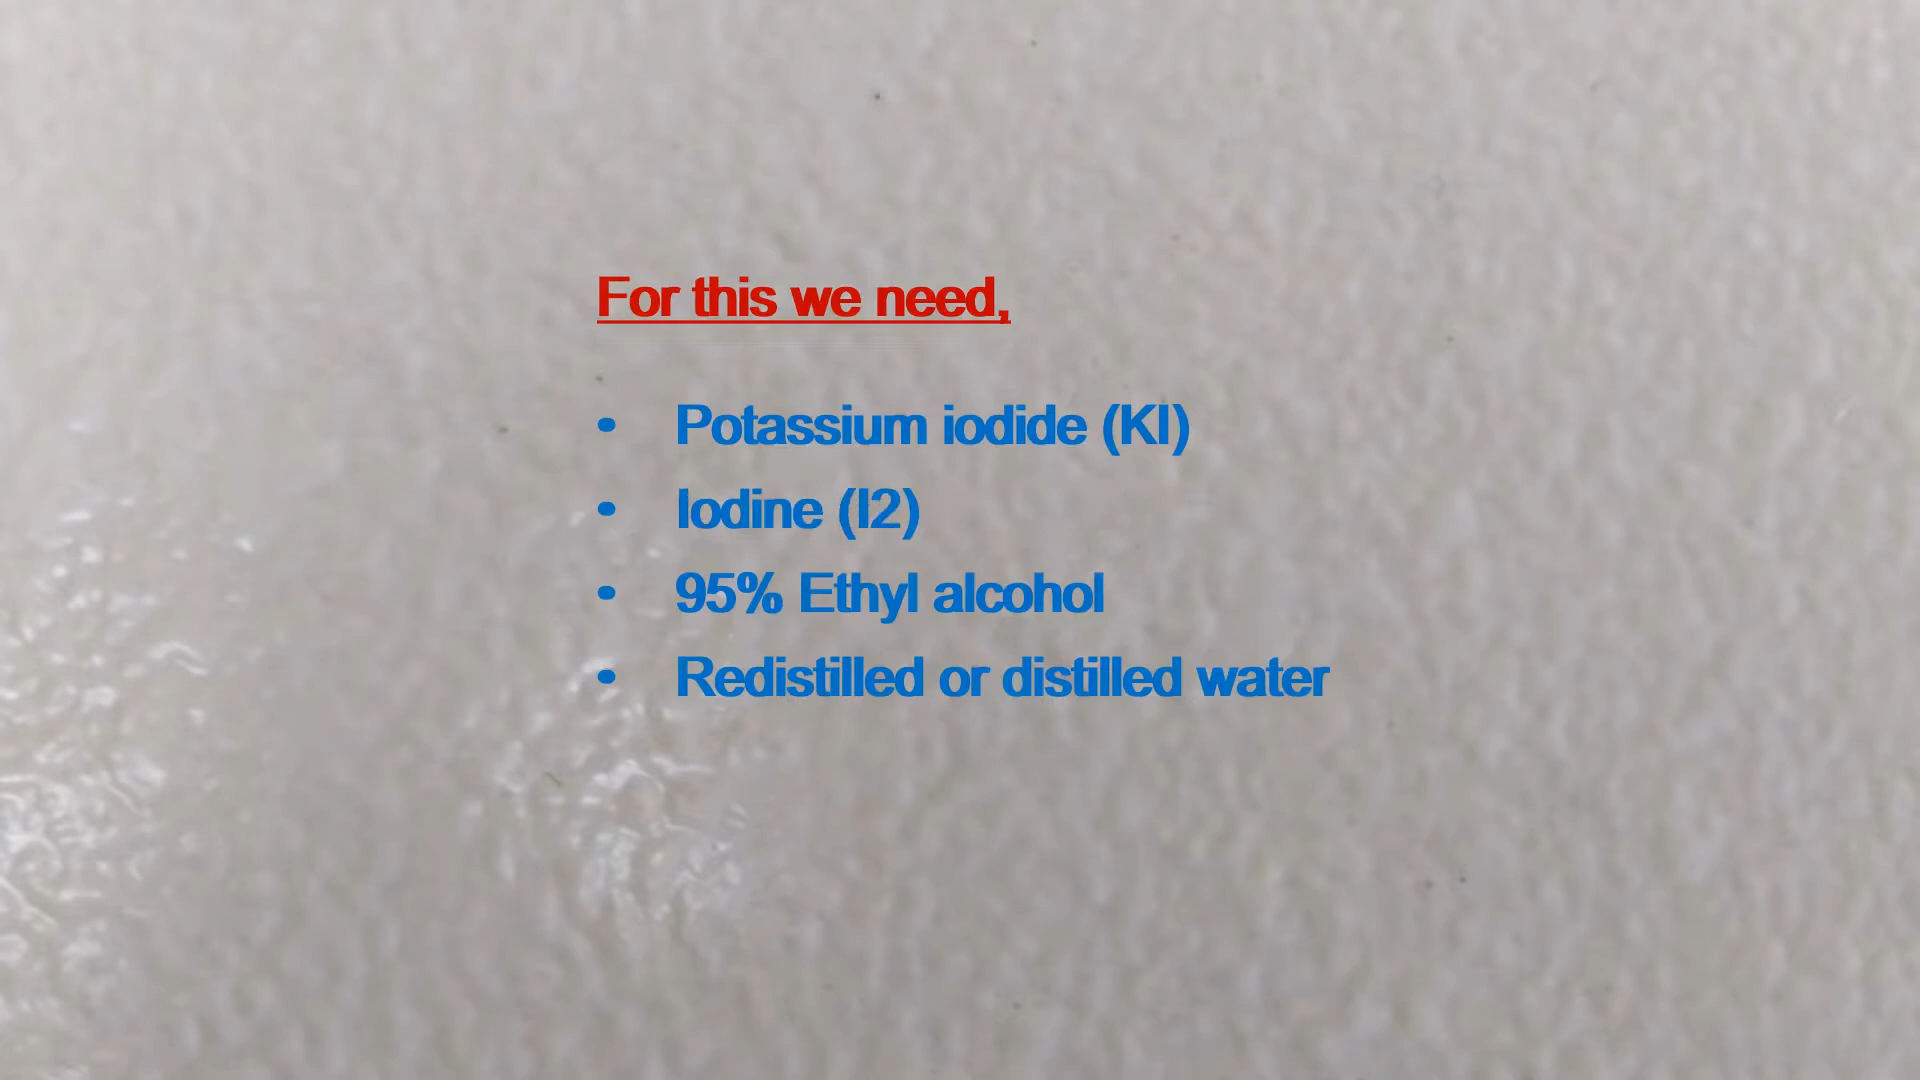 For this we need,
• Potassium iodide (KI)
• Iodine (I2)
• 95% Ethyl alcohol
• Redistilled or distilled water